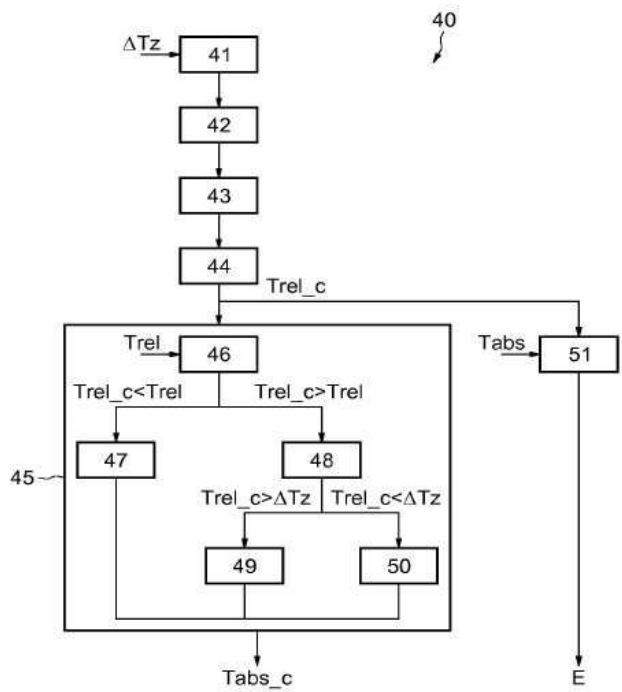 40
ΔTz
41
42
43
44
Trel_c
Trel
46
Tabs
51
Trel_c<Trel
Trel_c>Trel
47
48
45
Trel_c>ΔTz
Trel_c<ΔTz
49
50
Tabs_c
E